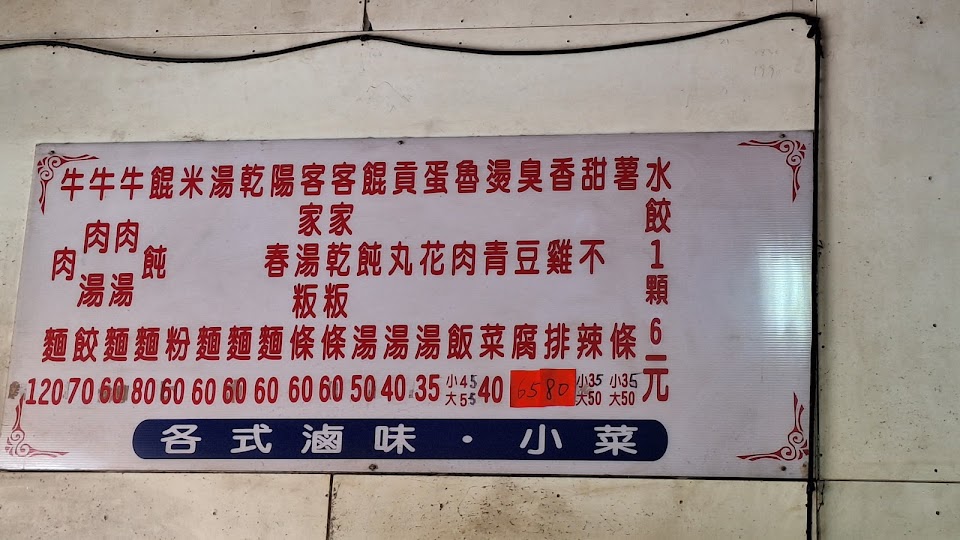 水餃1顆6元
薯條 小35 大50
甜不辣 小35 大50
香雞排 80
臭豆腐 65
燙青菜 40
魯肉飯 小45 大55
蛋花湯 35
貢丸湯 40
餛飩湯 50
客家乾粄條 60
客家湯粄條 60
陽春麵 60
乾麵 60
湯麵 60
米粉 60
餛飩麵 80
牛肉湯麵 60
牛肉湯餃 70
牛肉麵 120
各式滷味・小菜